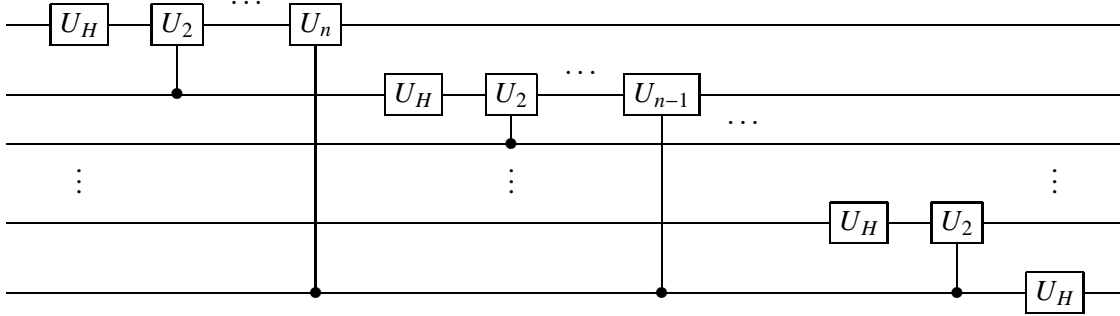 U_H U_2 ⋯ U_n
U_H U_2 ⋯ U_{n−1} ⋯
⋮ ⋮ ⋮
U_H U_2
U_H